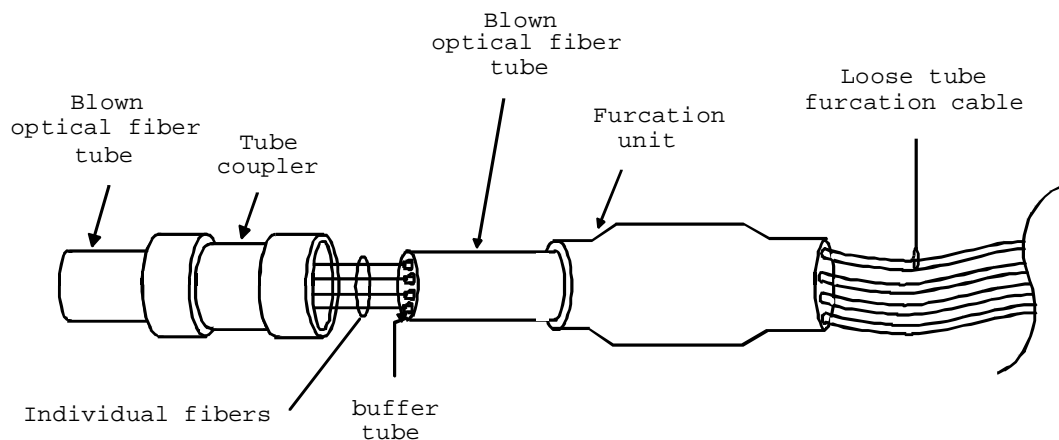 Blown
optical fiber
tube
Tube
coupler
Blown
optical fiber
tube
Furcation
unit
Loose tube
furcation cable
Individual fibers
buffer
tube